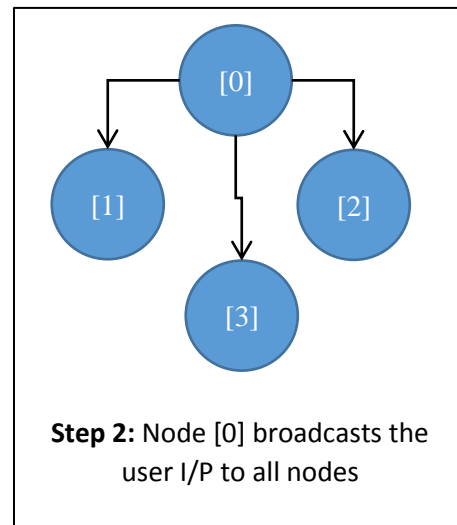 [0]
[1]
[2]
[3]
Step 2: Node [0] broadcasts the
user I/P to all nodes